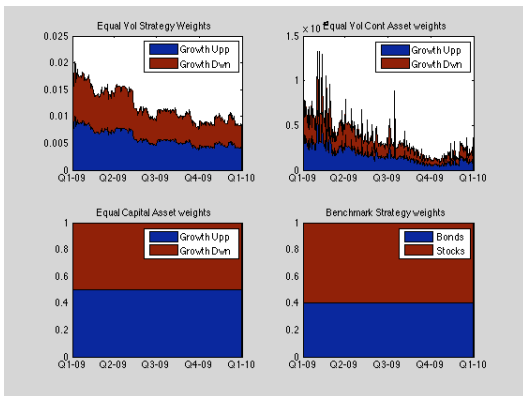 Equal Vol Strategy Weights
0.025
0.02
0.015
0.01
0.005
0
Growth Upp
Growth Dwn
Q1-09 Q2-09 Q3-09 Q4-09 Q1-10
Equal Vol Cont Asset weights
1.5
1
0.5
0
Growth Upp
Growth Dwn
Q1-09 Q2-09 Q3-09 Q4-09 Q1-10
Equal Capital Asset weights
1
0.8
0.6
0.4
0.2
0
Growth Upp
Growth Dwn
Q1-09 Q2-09 Q3-09 Q4-09 Q1-10
Benchmark Strategy weights
1
0.8
0.6
0.4
0.2
0
Bonds
Stocks
Q1-09 Q2-09 Q3-09 Q4-09 Q1-10